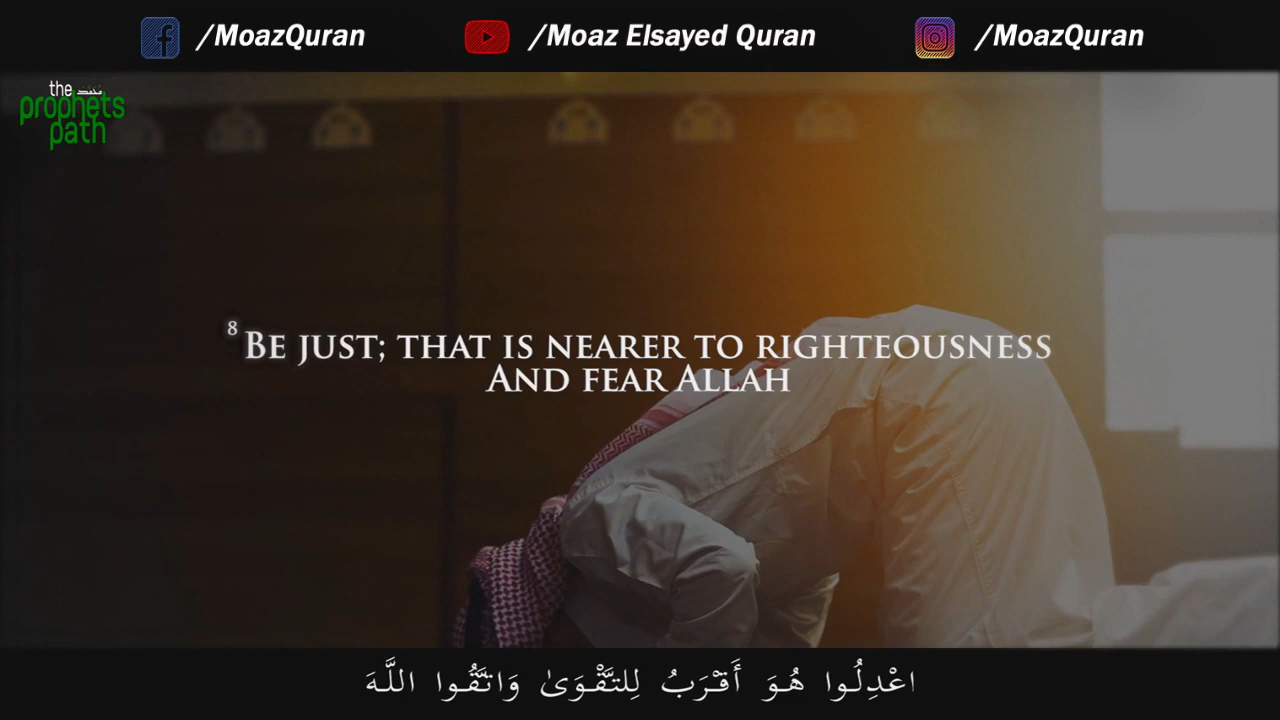 /MoazQuran
/Moaz Elsayed Quran
/MoazQuran
the محمد
prophets
path
8 BE JUST; THAT IS NEARER TO RIGHTEOUSNESS
AND FEAR ALLAH
اعْدِلُوا هُوَ أَقْرَبُ لِلتَّقْوَىٰ وَاتَّقُوا اللَّهَ